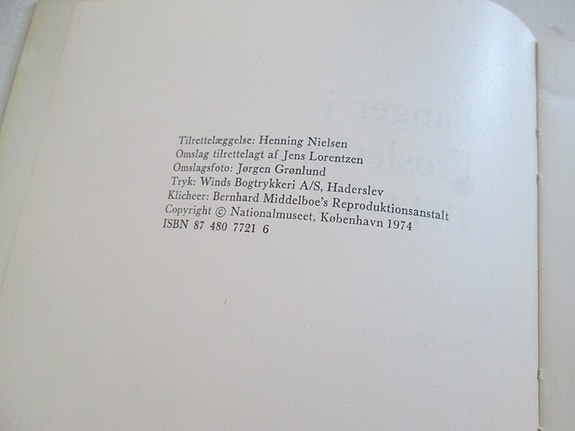 Tilrettelæggelse: Henning Nielsen
Omslag tilrettelagt af Jens Lorentzen
Omslagsfoto: Jørgen Grønlund
Tryk: Winds Bogtrykkeri A/S, Haderslev
Klicheer: Bernhard Middelboe's Reproduktionsanstalt
Copyright © Nationalmuseet, København 1974
ISBN 87 480 7721 6